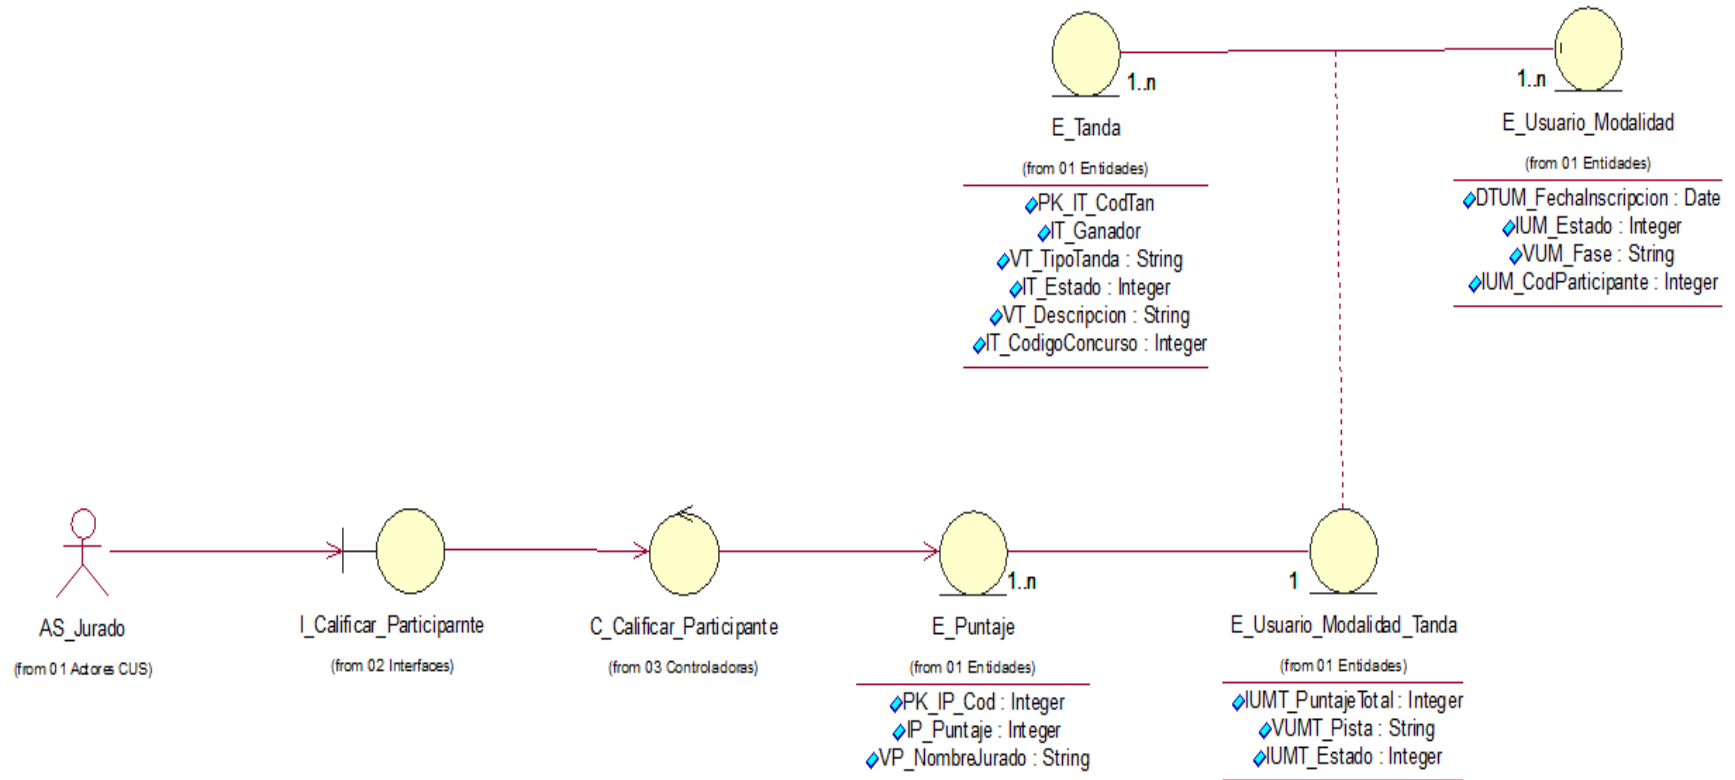 1..n
1..n
E_Tanda
(from 01 Entidades)
PK_IT_CodTan
IT_Ganador
VT_TipoTanda : String
IT_Estado : Integer
VT_Descripcion : String
IT_CodigoConcurso : Integer
E_Usuario_Modalidad
(from 01 Entidades)
DTUM_FechaInscripcion : Date
IUM_Estado : Integer
VUM_Fase : String
IUM_CodParticipante : Integer
1..n
1
AS_Jurado
(from 01 Actores CUS)
I_Calificar_Participarnte
(from 02 Interfaces)
C_Calificar_Participante
(from 03 Controladoras)
E_Puntaje
(from 01 Entidades)
PK_IP_Cod : Integer
IP_Puntaje : Integer
VP_NombreJurado : String
E_Usuario_Modalidad_Tanda
(from 01 Entidades)
IUMT_PuntajeTotal : Integer
VUMT_Pista : String
IUMT_Estado : Integer